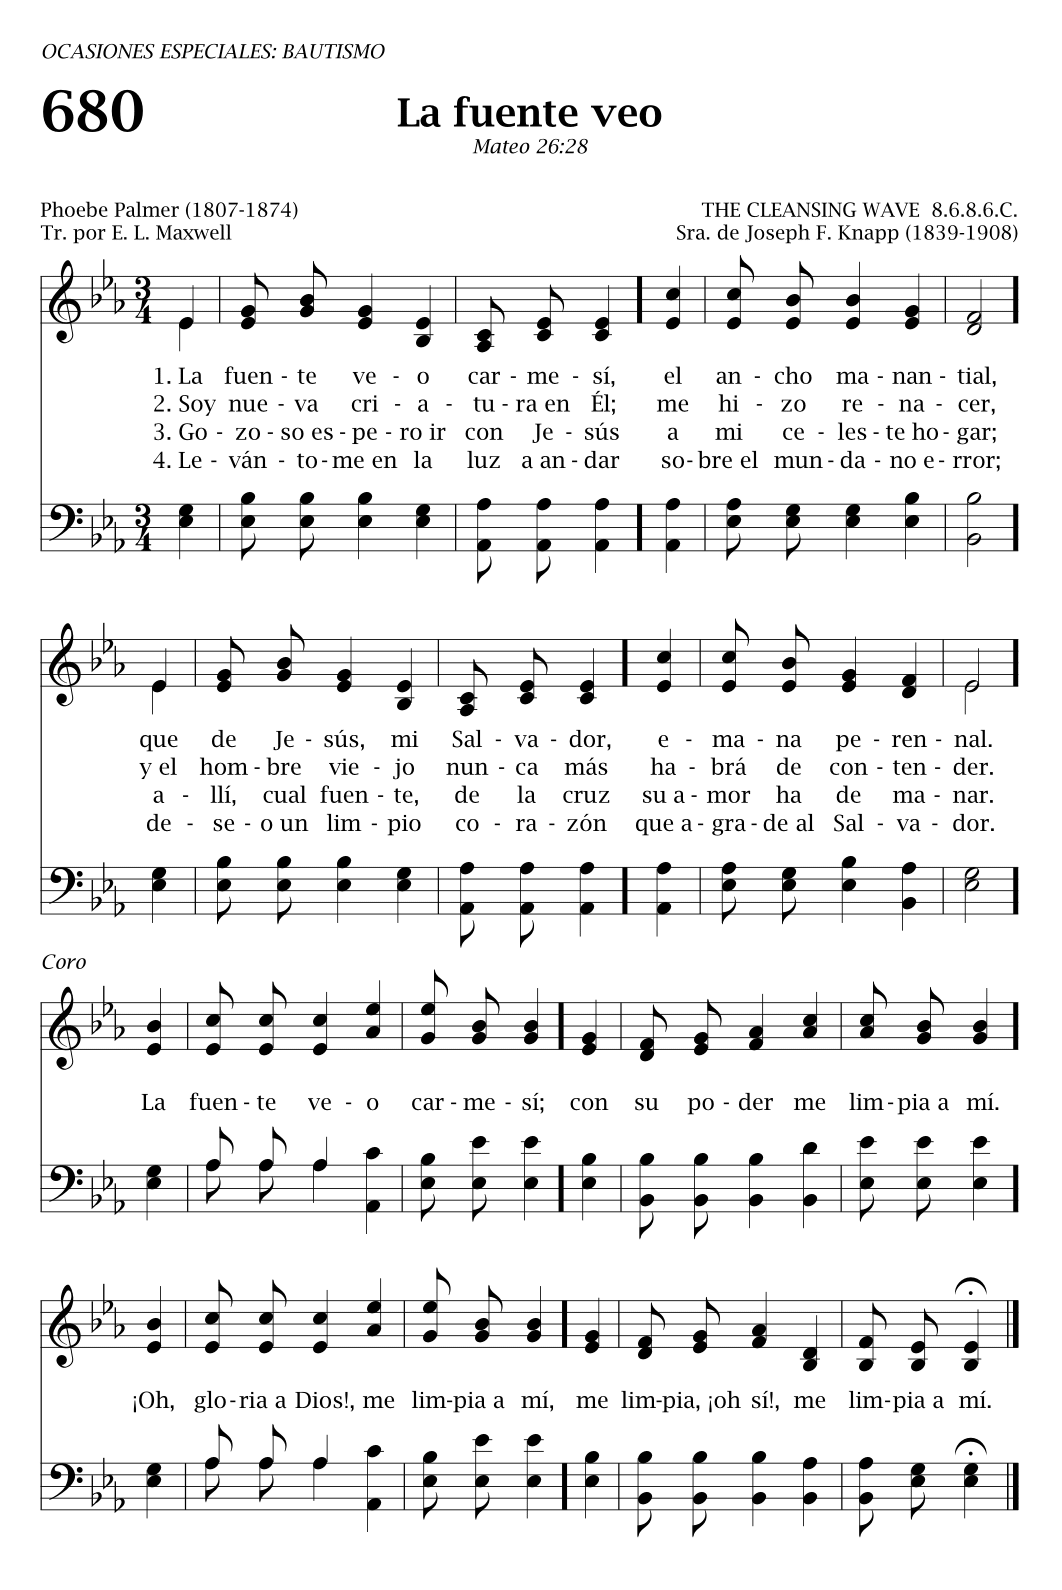 OCASIONES ESPECIALES: BAUTISMO
680
La fuente veo
Mateo 26:28
Phoebe Palmer (1807-1874)
THE CLEANSING WAVE 8.6.8.6.C.
Tr. por E. L. Maxwell
Sra. de Joseph F. Knapp (1839-1908)
3 4
1. La fuen - te ve - o car - me - sí, el an - cho ma - nan - tial,
2. Soy nue - va cri - a - tu - ra en Él; me hi - zo re - na - cer,
3. Go - zo - so es - pe - ro ir con Je - sús a mi ce - les - te ho - gar;
4. Le - ván - to - me en la luz a an - dar so - bre el mun - da - no e - rror;
3 4
que de Je - sús, mi Sal - va - dor, e - ma - na pe - ren - nal.
y el hom - bre vie - jo nun - ca más ha - brá de con - ten - der.
a - llí, cual fuen - te, de la cruz su a - mor ha de ma - nar.
de - se - o un lim - pio co - ra - zón que a - gra - de al Sal - va - dor.
Coro
La fuen - te ve - o car - me - sí; con su po - der me lim - pia a mí.
¡Oh, glo - ria a Dios!, me lim - pia a mí, me lim - pia, ¡oh sí!, me lim - pia a mí.